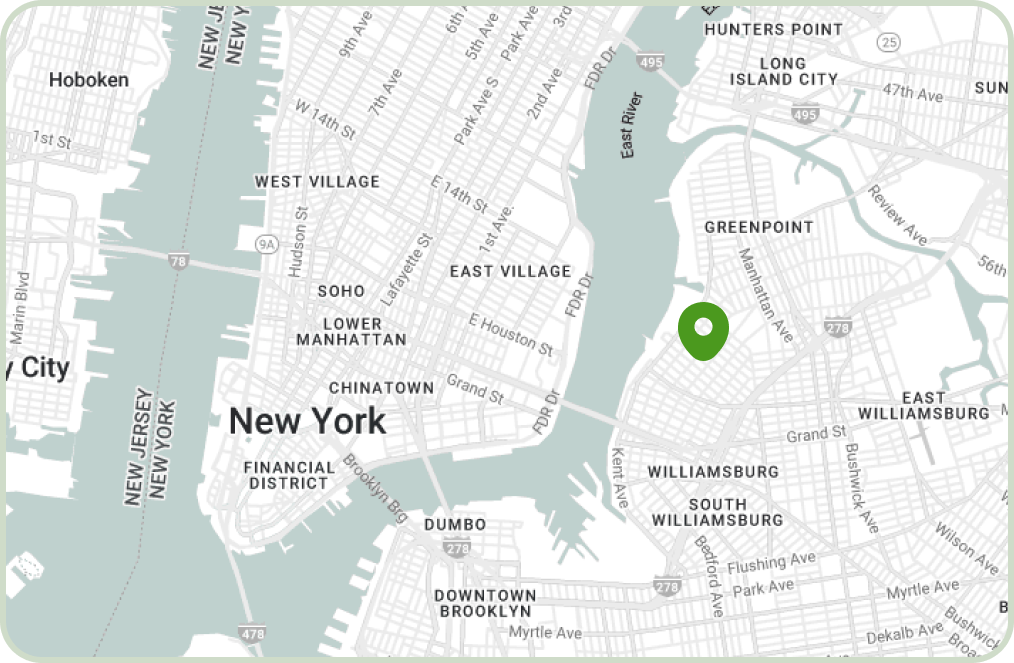 HUNTERS POINT
25
LONG
ISLAND CITY
495
47th Ave
495
6th A
5th Ave
Park Ave
3rd
9th Ave
7th Ave
Park Ave S
2nd Ave
FDR Dr
East River
NEW JE
NEW Y
Hoboken
1st St
W 14th St
WEST VILLAGE
E 14th St
1st Ave.
Review Ave
GREENPOINT
9A
78
Hudson St
Lafayette St
EAST VILLAGE
FDR Dr
Manhattan Ave
56th
SOHO
LOWER
MANHATTAN
E Houston St
278
Marin Blvd
y City
CHINATOWN
Grand St
FDR Dr
EAST
WILLIAMSBURG
New York
NEW JERSEY
NEW YORK
FINANCIAL
DISTRICT
Brooklyn Brg
Grand St
Kent Ave
WILLIAMSBURG
Bushwick Ave
SOUTH
WILLIAMSBURG
DUMBO
278
Bedford Ave
Flushing Ave
Wilson Ave
278
Park Ave
Myrtle Ave
DOWNTOWN
BROOKLYN
Myrtle Ave
478
Dekalb Ave
Bushwick
Broa
B
SUN